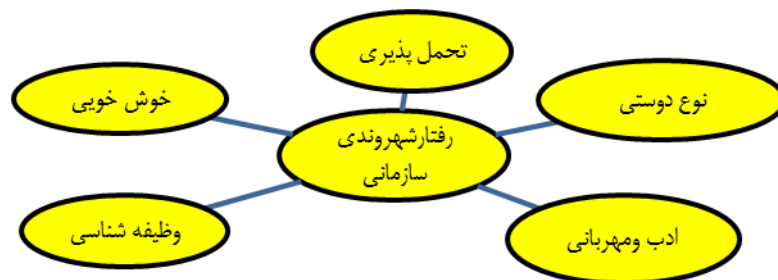 تحمل پذیری
نوع دوستی
خوش خویی
رفتارشهروندی
سازمانی
ادب ومهربانی
وظیفه شناسی